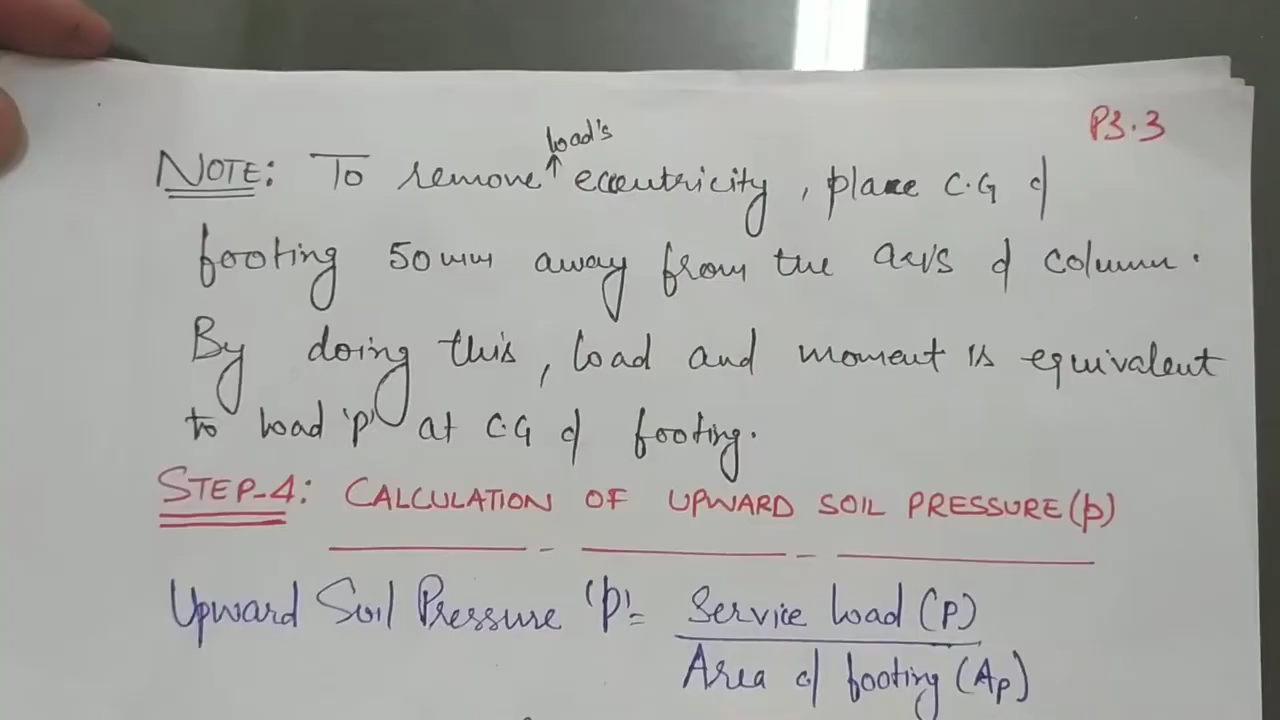 P3.3
load's
NOTE: To remove ↑ eccentricity, place C.G of
footing 50mm away from the axis of column.
By doing this, load and moment is equivalent
to load 'P' at C.G of footing.
STEP-4: CALCULATION OF UPWARD SOIL PRESSURE(p)
Upward Soil Pressure 'p' = Service load (P)
Area of footing (Ap)